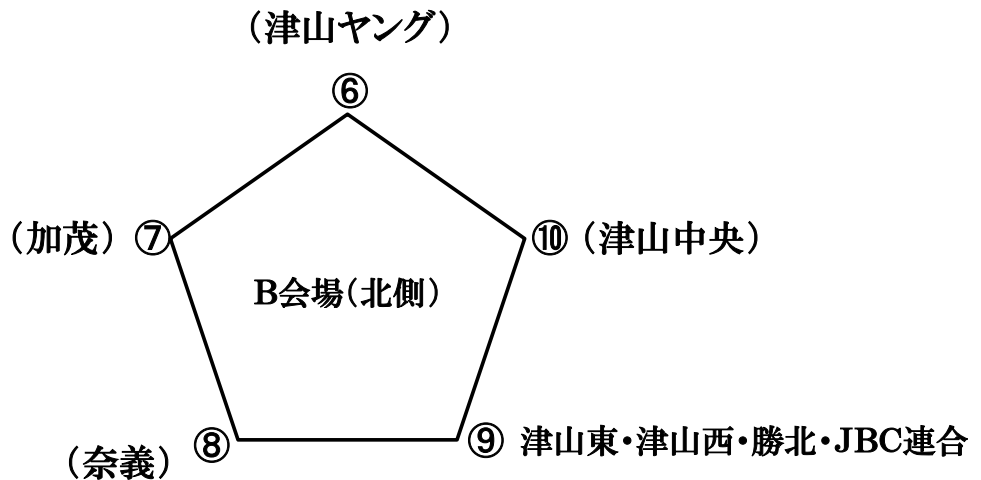 （津山ヤング）
⑥
（加茂）⑦
⑩（津山中央）
B会場（北側）
（奈義）⑧
⑨ 津山東・津山西・勝北・JBC連合